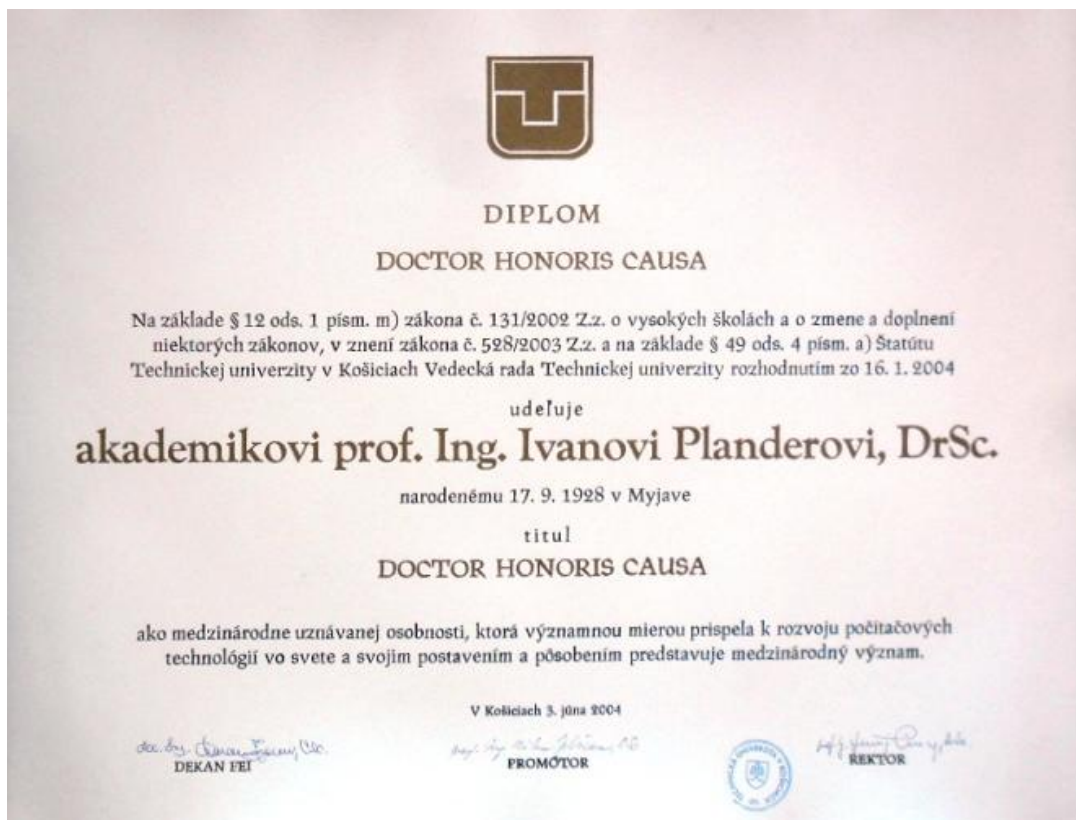 DIPLOM
DOCTOR HONORIS CAUSA
Na základe § 12 ods. 1 písm. m) zákona č. 131/2002 Z.z. o vysokých školách a o zmene a doplnení
niektorých zákonov, v znení zákona č. 528/2003 Z.z. a na základe § 49 ods. 4 písm. a) Štatútu
Technickej univerzity v Košiciach Vedecká rada Technickej univerzity rozhodnutím zo 16. 1. 2004
udeľuje
akademikovi prof. Ing. Ivanovi Planderovi, DrSc.
narodenému 17. 9. 1928 v Myjave
titul
DOCTOR HONORIS CAUSA
ako medzinárodne uznávanej osobnosti, ktorá významnou mierou prispela k rozvoju počítačových
technológií vo svete a svojim postavením a pôsobením predstavuje medzinárodný význam.
V Košiciach 3. júna 2004
DEKAN FEI
PROMÓTOR
REKTOR